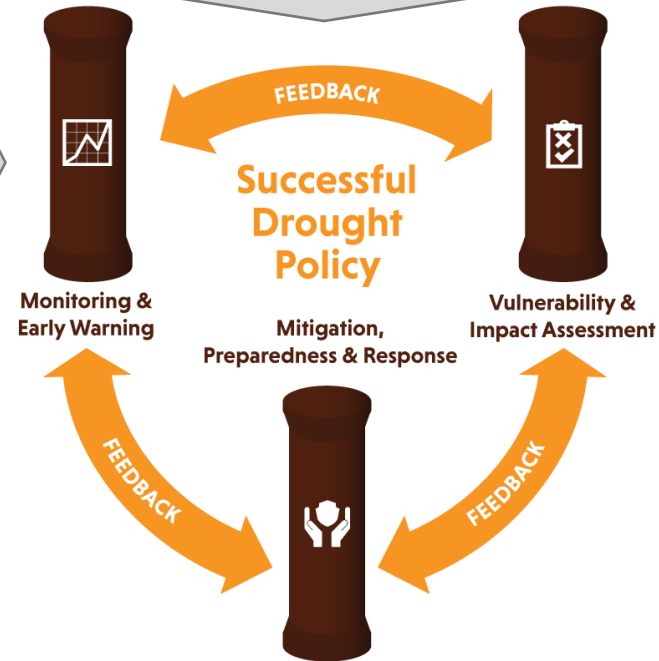 FEEDBACK
Successful
Drought
Policy
Monitoring &
Early Warning
Vulnerability &
Impact Assessment
Mitigation,
Preparedness & Response
FEEDBACK
FEEDBACK